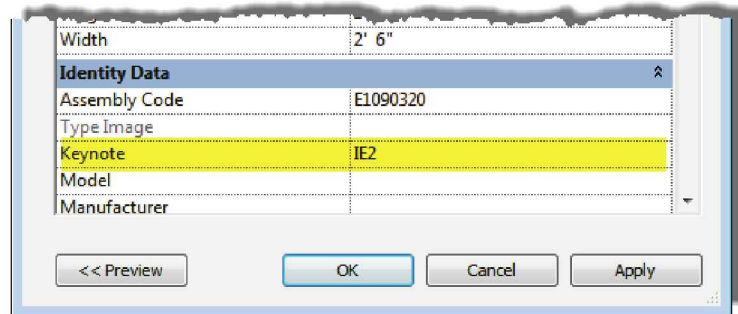 Width 2' 6"
Identity Data
Assembly Code E1090320
Type Image
Keynote IE2
Model
Manufacturer
<< Preview OK Cancel Apply